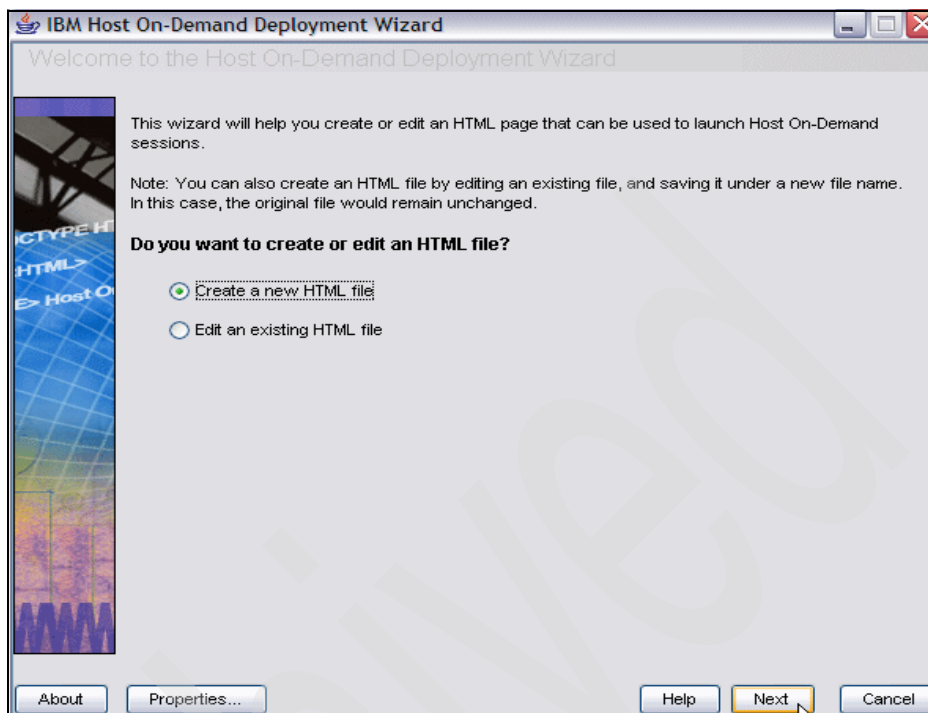 IBM Host On-Demand Deployment Wizard
Welcome to the Host On-Demand Deployment Wizard
This wizard will help you create or edit an HTML page that can be used to launch Host On-Demand
sessions.
Note: You can also create an HTML file by editing an existing file, and saving it under a new file name.
In this case, the original file would remain unchanged.
OCTYPE H
HTML>
E> Host O
Do you want to create or edit an HTML file?
Create a new HTML file
Edit an existing HTML file
WWW
About Properties... Help Next Cancel